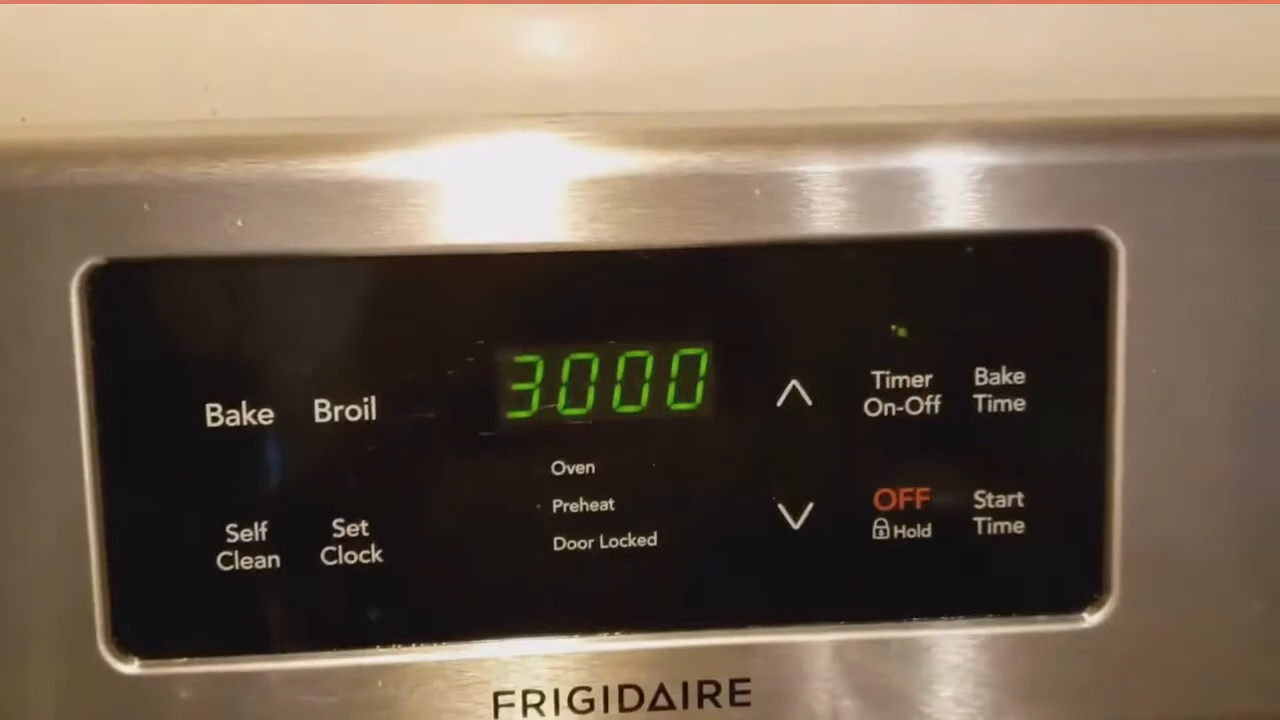 3000
Bake
Broil
Timer
On-Off
Bake
Time
Oven
Preheat
Door Locked
Self
Clean
Set
Clock
OFF
Hold
Start
Time
FRIGIDAIRE